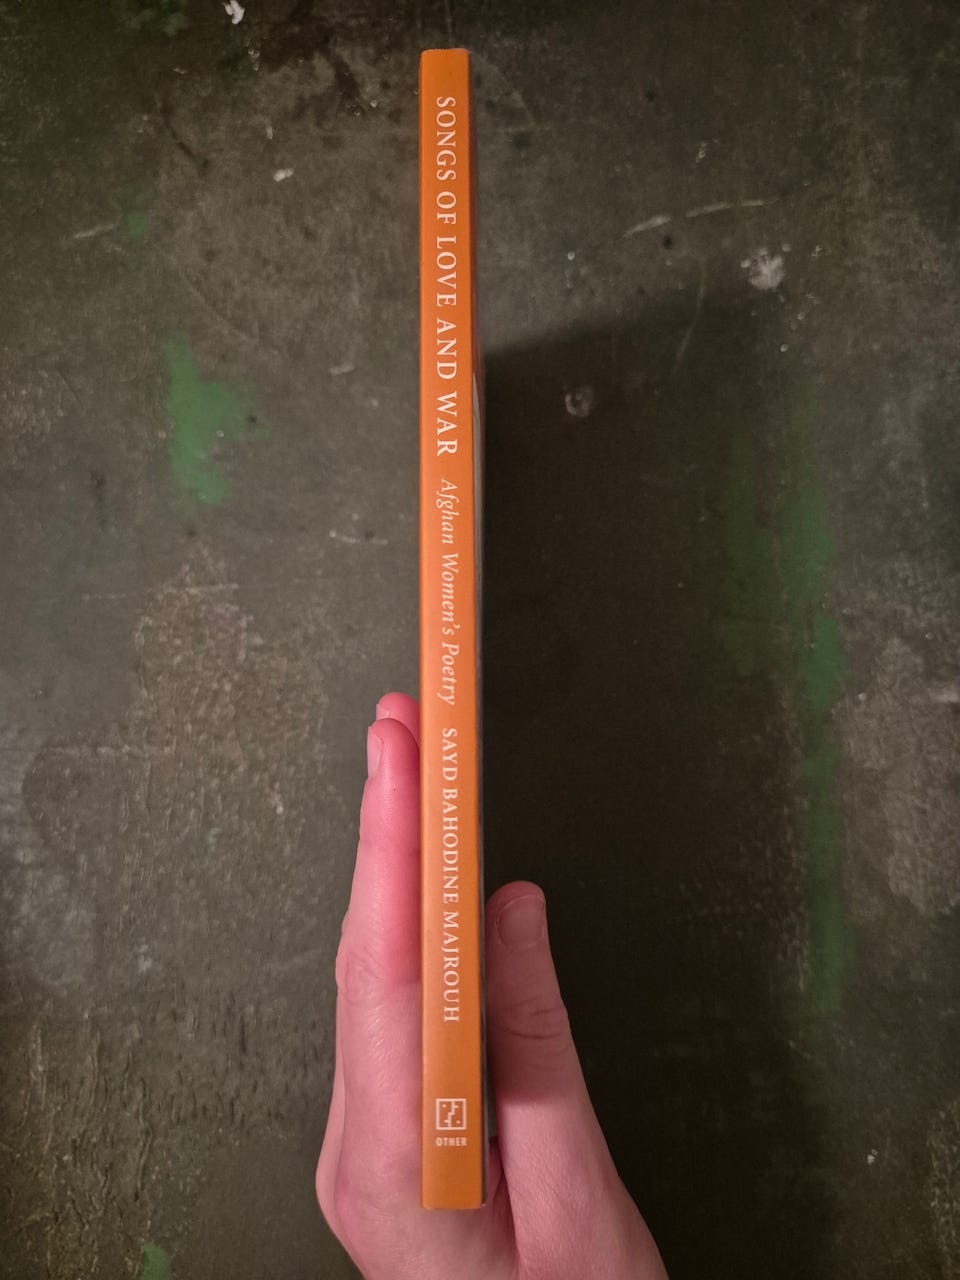 SONGS OF LOVE AND WAR Afghan Women's Poetry SAYD BAHODINE MAJROUH
OTHER